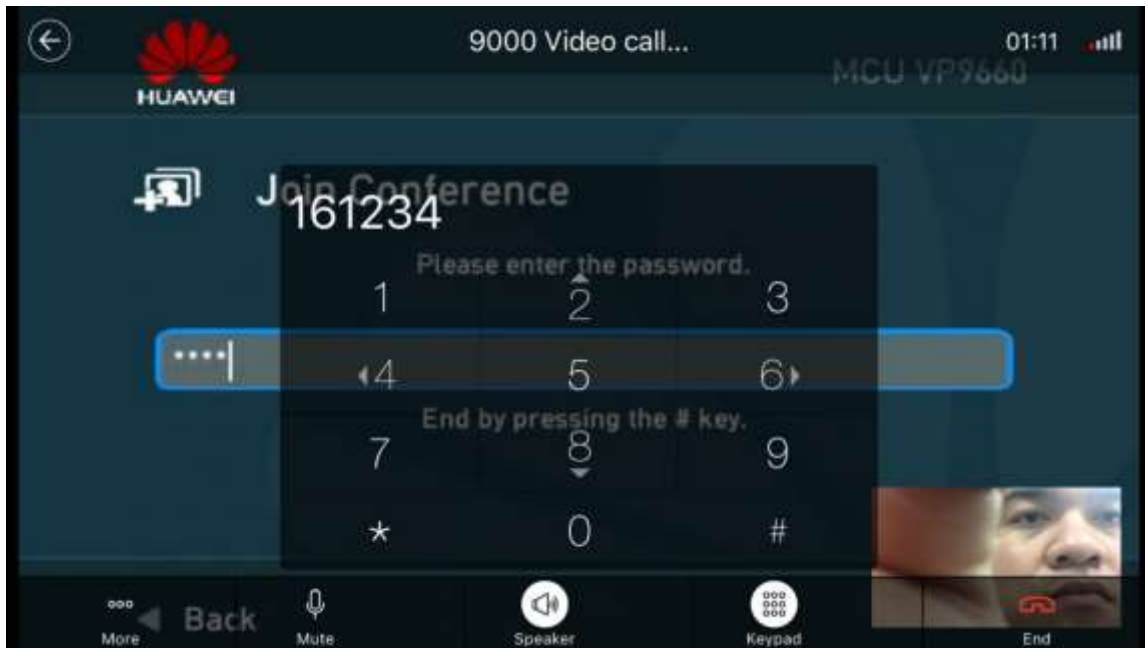 9000 Video call...
01:11
HUAWEI
MCU VP9660
Join Conference
161234
Please enter the password.
1 2 3
4 5 6
End by pressing the # key.
7 8 9
* 0 #
Back
More
Mute
Speaker
Keypad
End